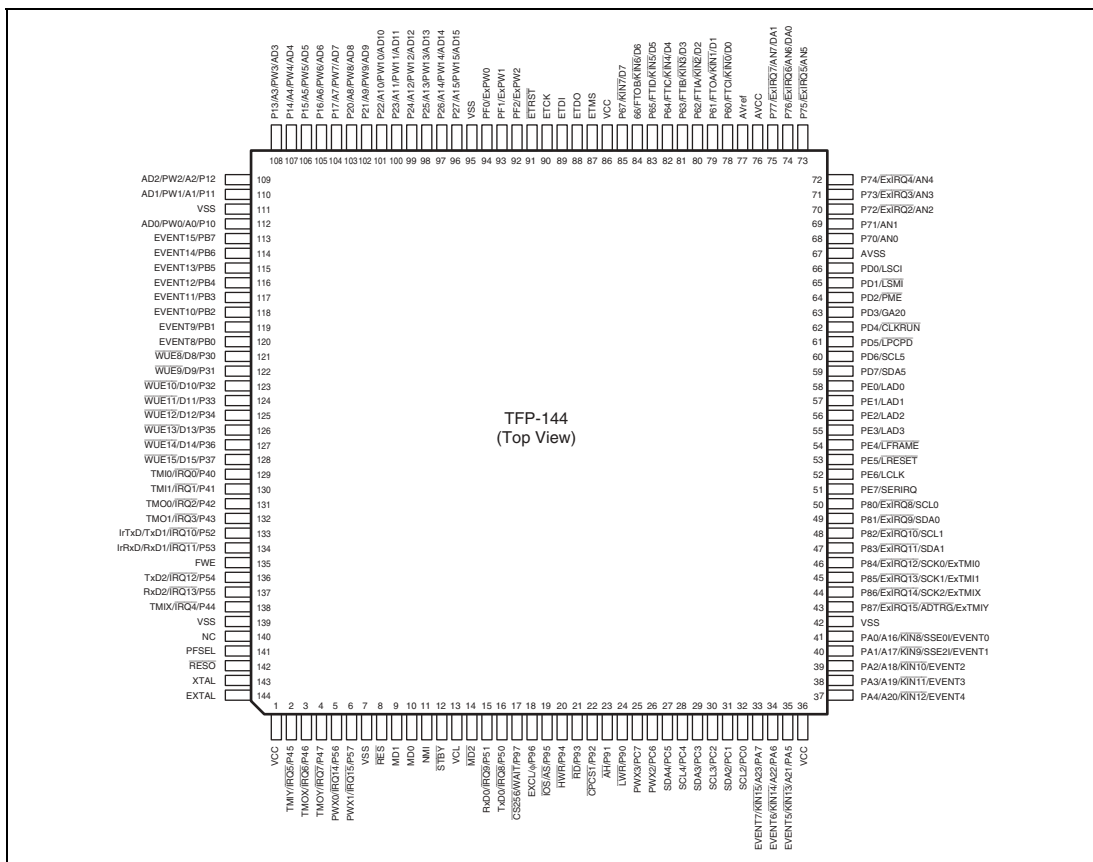 P13/A3/PW3/AD3
P14/A4/PW4/AD4
P15/A5/PW5/AD5
P16/A6/PW6/AD6
P17/A7/PW7/AD7
P20/A8/PW8/AD8
P21/A9/PW9/AD9
P22/A10/PW10/AD10
P23/A11/PW11/AD11
P24/A12/PW12/AD12
P25/A13/PW13/AD13
P26/A14/PW14/AD14
P27/A15/PW15/AD15
VSS
PF0/ExPW0
PF1/ExPW1
PF2/ExPW2
ETRST
ETCK
ETDI
ETDO
ETMS
VCC
P67/KIN7/D7
66/FTOB/KIN6/D6
P65/FTID/KIN5/D5
P64/FTIC/KIN4/D4
P63/FTIB/KIN3/D3
P62/FTIA/KIN2/D2
P61/FTOA/KIN1/D1
P60/FTCI/KIN0/D0
AVref
AVCC
P77/ExIRQ7/AN7/DA1
P76/ExIRQ6/AN6/DA0
P75/ExIRQ5/AN5
108 107 106 105 104 103 102 101 100 99 98 97 96 95 94 93 92 91 90 89 88 87 86 85 84 83 82 81 80 79 78 77 76 75 74 73
AD2/PW2/A2/P12 109
AD1/PW1/A1/P11 110
VSS 111
AD0/PW0/A0/P10 112
EVENT15/PB7 113
EVENT14/PB6 114
EVENT13/PB5 115
EVENT12/PB4 116
EVENT11/PB3 117
EVENT10/PB2 118
EVENT9/PB1 119
EVENT8/PB0 120
WUE8/D8/P30 121
WUE9/D9/P31 122
WUE10/D10/P32 123
WUE11/D11/P33 124
WUE12/D12/P34 125
WUE13/D13/P35 126
WUE14/D14/P36 127
WUE15/D15/P37 128
TMI0/IRQ0/P40 129
TMI1/IRQ1/P41 130
TMO0/IRQ2/P42 131
TMO1/IRQ3/P43 132
IrTxD/TxD1/IRQ10/P52 133
IrRxD/RxD1/IRQ11/P53 134
FWE 135
TxD2/IRQ12/P54 136
RxD2/IRQ13/P55 137
TMIX/IRQ4/P44 138
VSS 139
NC 140
PFSEL 141
RESO 142
XTAL 143
EXTAL 144
TFP-144
(Top View)
72 P74/ExIRQ4/AN4
71 P73/ExIRQ3/AN3
70 P72/ExIRQ2/AN2
69 P71/AN1
68 P70/AN0
67 AVSS
66 PD0/LSCI
65 PD1/LSMI
64 PD2/PME
63 PD3/GA20
62 PD4/CLKRUN
61 PD5/LPCPD
60 PD6/SCL5
59 PD7/SDA5
58 PE0/LAD0
57 PE1/LAD1
56 PE2/LAD2
55 PE3/LAD3
54 PE4/LFRAME
53 PE5/LRESET
52 PE6/LCLK
51 PE7/SERIRQ
50 P80/ExIRQ8/SCL0
49 P81/ExIRQ9/SDA0
48 P82/ExIRQ10/SCL1
47 P83/ExIRQ11/SDA1
46 P84/ExIRQ12/SCK0/ExTMI0
45 P85/ExIRQ13/SCK1/ExTMI1
44 P86/ExIRQ14/SCK2/ExTMIX
43 P87/ExIRQ15/ADTRG/ExTMIY
42 VSS
41 PA0/A16/KIN8/SSE0I/EVENT0
40 PA1/A17/KIN9/SSE2I/EVENT1
39 PA2/A18/KIN10/EVENT2
38 PA3/A19/KIN11/EVENT3
37 PA4/A20/KIN12/EVENT4
1 2 3 4 5 6 7 8 9 10 11 12 13 14 15 16 17 18 19 20 21 22 23 24 25 26 27 28 29 30 31 32 33 34 35 36
VCC
TMIY/IRQ5/P45
TMOX/IRQ6/P46
TMOY/IRQ7/P47
PWX0/IRQ14/P56
PWX1/IRQ15/P57
VSS
RES
MD1
MD0
NMI
STBY
VCL
MD2
RxD0/IRQ9/P51
TxD0/IRQ8/P50
CS256/WAIT/P97
EXCL/φ/P96
IOS/AS/P95
HWR/P94
RD/P93
CPCS1/P92
AH/P91
LWR/P90
PWX3/PC7
PWX2/PC6
SDA4/PC5
SCL4/PC4
SDA3/PC3
SCL3/PC2
SDA2/PC1
SCL2/PC0
EVENT7/KIN15/A23/PA7
EVENT6/KIN14/A22/PA6
EVENT5/KIN13/A21/PA5
VCC